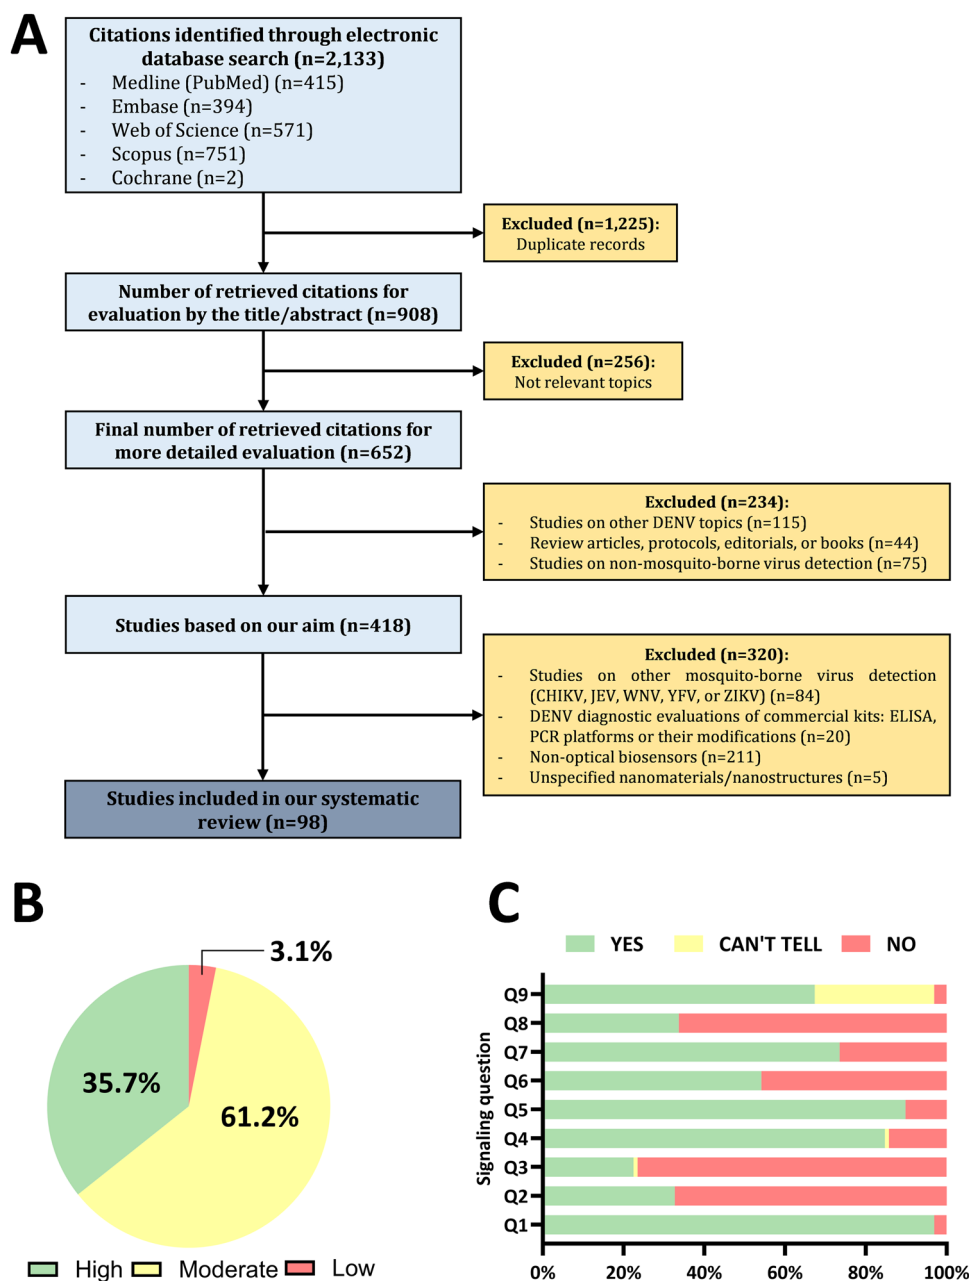 A
Citations identified through electronic
database search (n=2,133)
- Medline (PubMed) (n=415)
- Embase (n=394)
- Web of Science (n=571)
- Scopus (n=751)
- Cochrane (n=2)
Excluded (n=1,225):
Duplicate records
Number of retrieved citations for
evaluation by the title/abstract (n=908)
Excluded (n=256):
Not relevant topics
Final number of retrieved citations for
more detailed evaluation (n=652)
Excluded (n=234):
- Studies on other DENV topics (n=115)
- Review articles, protocols, editorials, or books (n=44)
- Studies on non-mosquito-borne virus detection (n=75)
Studies based on our aim (n=418)
Excluded (n=320):
- Studies on other mosquito-borne virus detection
(CHIKV, JEV, WNV, YFV, or ZIKV) (n=84)
- DENV diagnostic evaluations of commercial kits: ELISA,
PCR platforms or their modifications (n=20)
- Non-optical biosensors (n=211)
- Unspecified nanomaterials/nanostructures (n=5)
Studies included in our systematic
review (n=98)
B
3.1%
35.7%
61.2%
High Moderate Low
C
YES CAN'T TELL NO
Signaling question
Q9
Q8
Q7
Q6
Q5
Q4
Q3
Q2
Q1
0% 20% 40% 60% 80% 100%